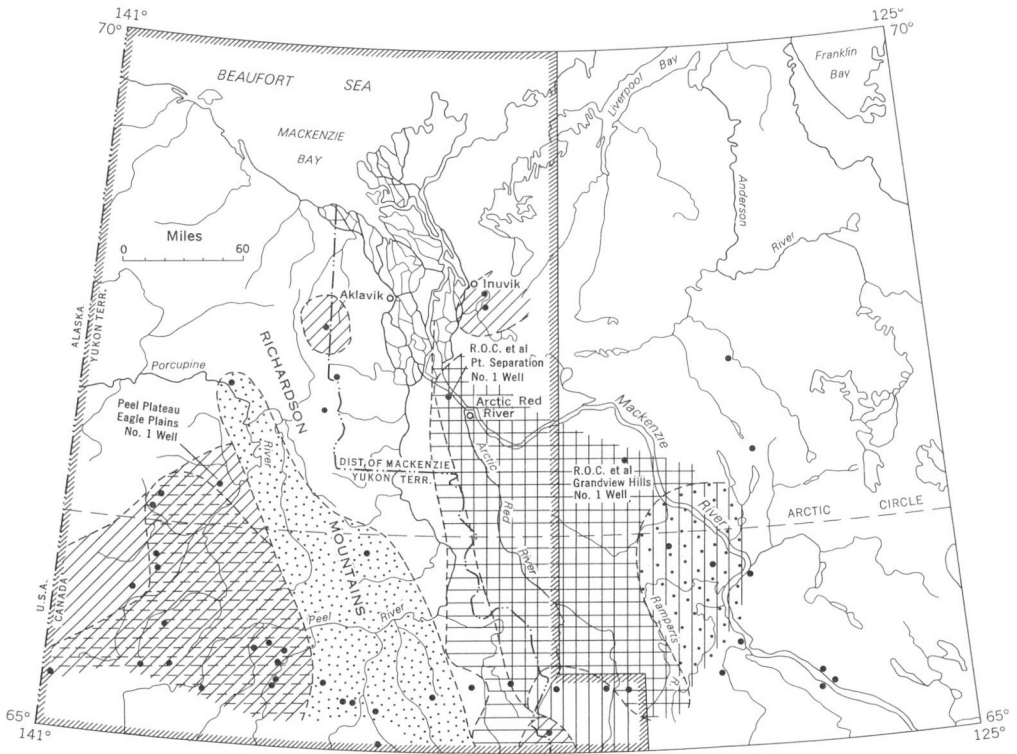 141°
70°
125°
70°
BEAUFORT SEA
MACKENZIE
BAY
Liverpool Bay
Franklin
Bay
Anderson
River
Miles
0 60
Aklavik
Inuvik
ALASKA
YUKON TERR.
R.O.C. et al
Pt. Separation
No. 1 Well
Porcupine
River
RICHARDSON
MOUNTAINS
Peel Plateau
Eagle Plains
No. 1 Well
Arctic Red
River
Mackenzie
River
DIST. OF MACKENZIE
YUKON TERR.
Arctic
Red
River
R.O.C. et al
Grandview Hills
No. 1 Well
ARCTIC CIRCLE
U.S.A.
CANADA
Peel River
Ramparts
R.
65°
141°
65°
125°